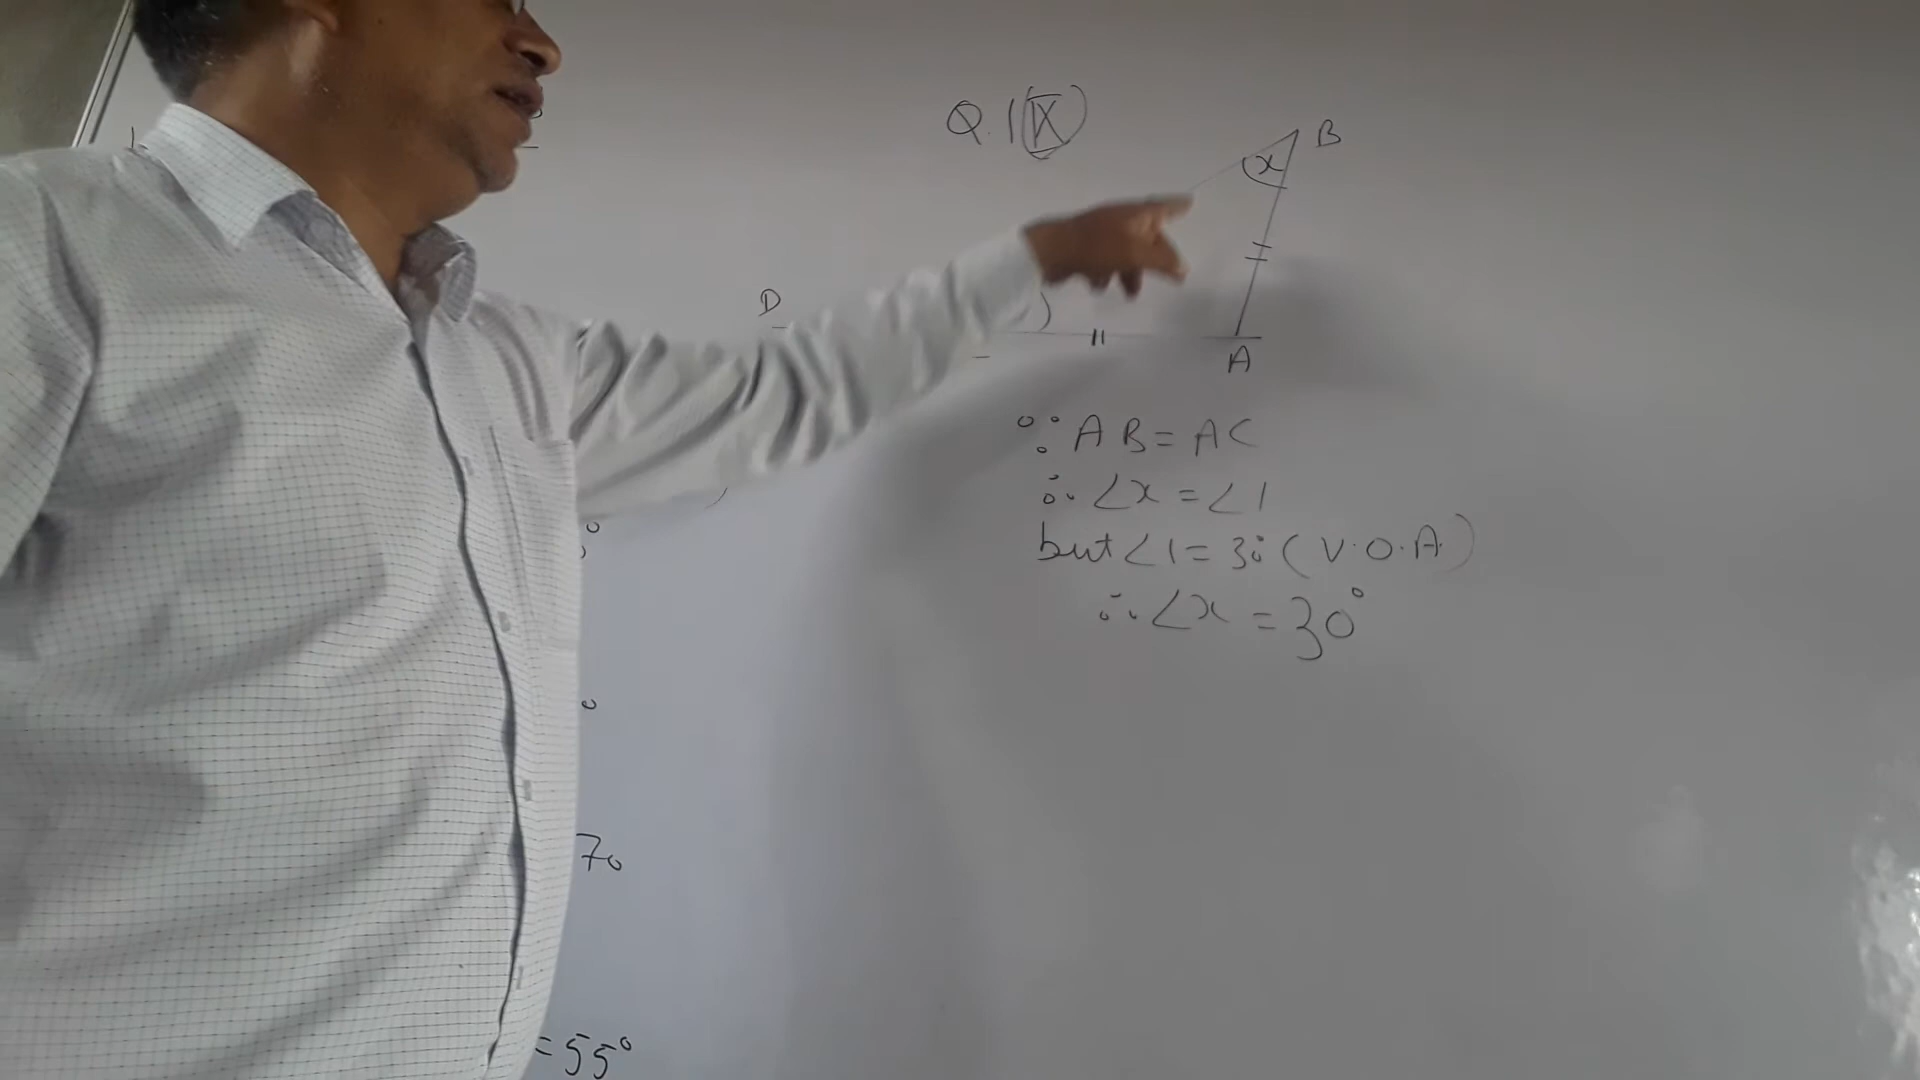 Q. 1(IX)
B
x
D
A
∵ AB = AC
∴ ∠x = ∠1
but ∠1 = 30° (V.O.A.)
∴ ∠x = 30°
70
= 55°